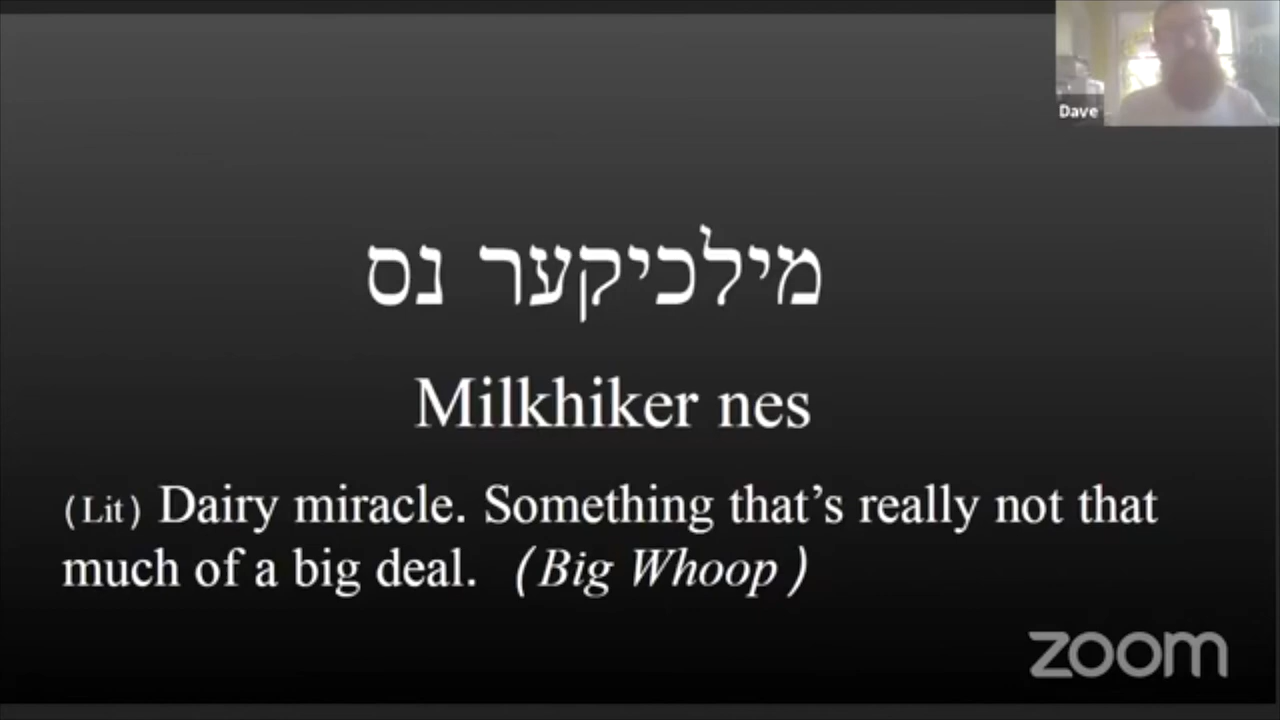 Dave
מילכיקער נס
Milkhiker nes
(Lit) Dairy miracle. Something that’s really not that
much of a big deal. (Big Whoop )
zoom